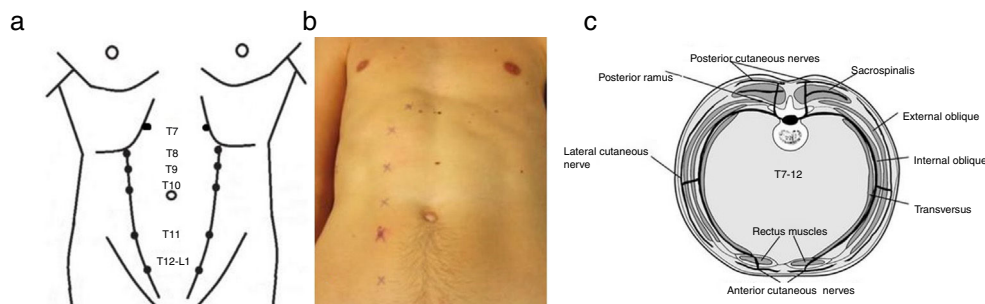 a
T7
T8
T9
T10
T11
T12-L1
b
c
Posterior cutaneous nerves
Posterior ramus
Sacrospinalis
External oblique
Lateral cutaneous
nerve
Internal oblique
T7-12
Transversus
Rectus muscles
Anterior cutaneous nerves